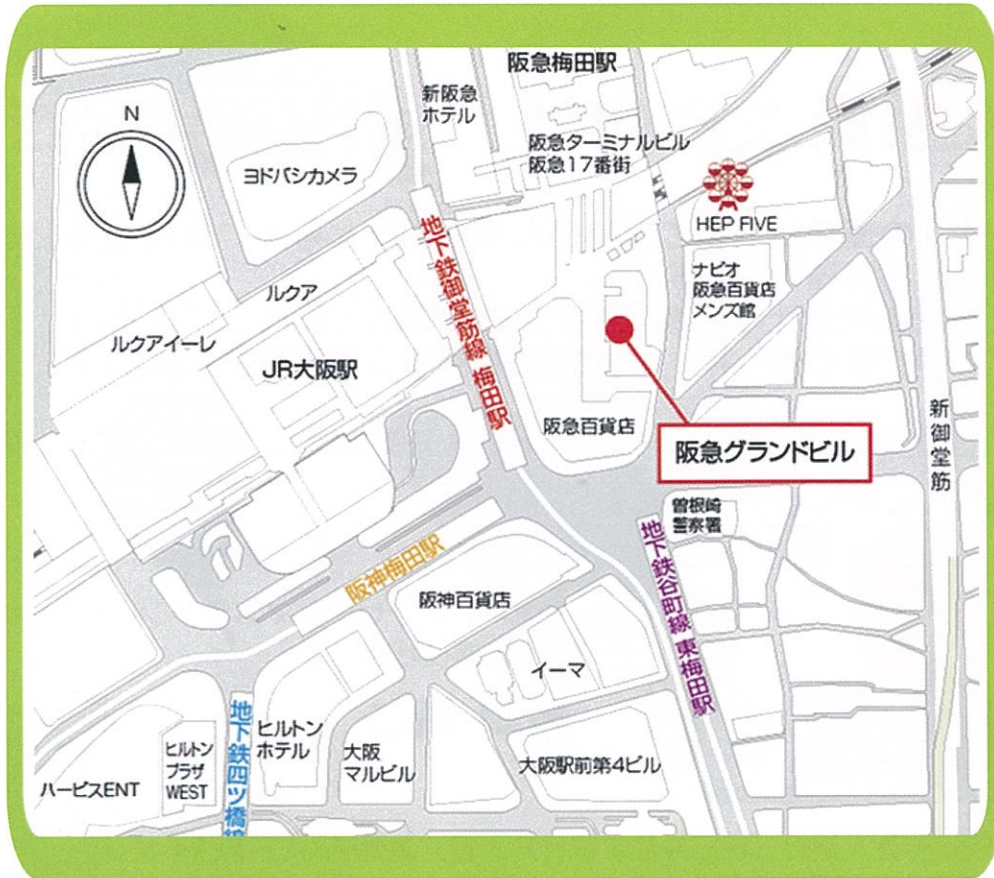 阪急梅田駅
新阪急
ホテル
N
阪急ターミナルビル
阪急17番街
ヨドバシカメラ
HEP FIVE
地下鉄御堂筋線 梅田駅
ナビオ
阪急百貨店
メンズ館
ルクア
ルクアイーレ
JR大阪駅
阪急百貨店
阪急グランドビル
新御堂筋
曽根崎
警察署
地下鉄谷町線 東梅田駅
阪神梅田駅
阪神百貨店
イーマ
地下鉄四ツ橋線
ヒルトン
ホテル
ヒルトン
プラザ
WEST
大阪
マルビル
大阪駅前第4ビル
ハービスENT